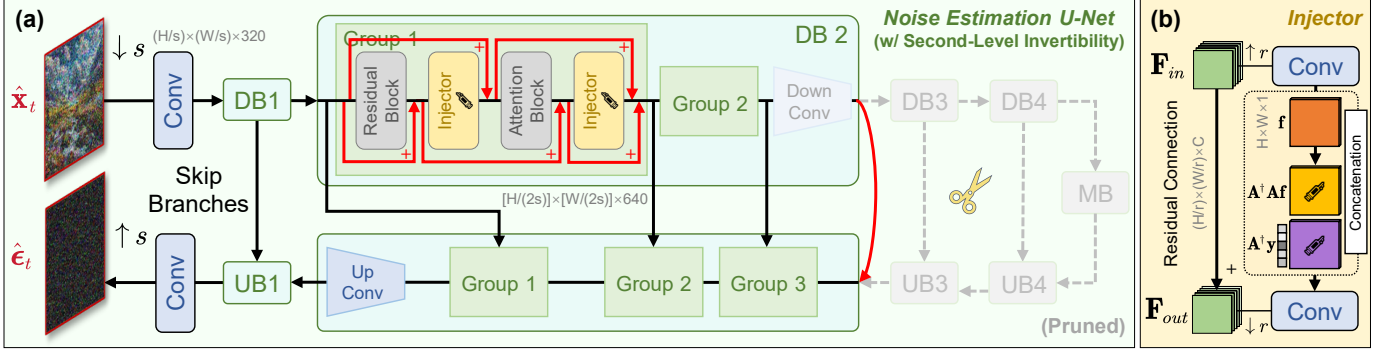 (a)
↓ s
(H/s)×(W/s)×320
x̂ₜ
Conv
DB1
Group 1
Residual
Block
Injector
Attention
Block
Injector
+
+
+
+
Group 2
Down
Conv
DB 2
Noise Estimation U-Net
(w/ Second-Level Invertibility)
DB3
DB4
MB
UB3
UB4
(Pruned)
Skip
Branches
[H/(2s)]×[W/(2s)]×640
ϵ̂ₜ
↑ s
Conv
UB1
Up
Conv
Group 1
Group 2
Group 3
(b)
Injector
F_in
↑ r
Conv
Residual Connection
(H/r)×(W/r)×C
H×W×1
f
A†Af
A†y
Concatenation
+
F_out
↓ r
Conv